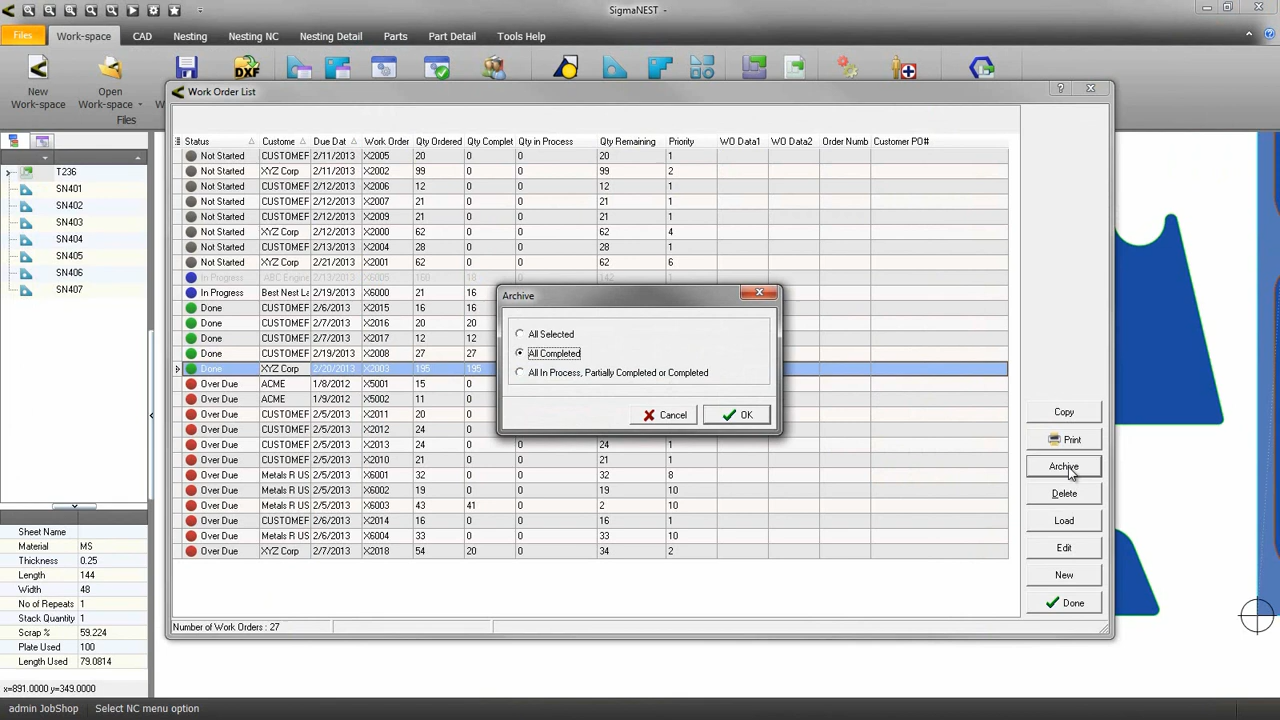 SigmaNEST -
Files Work-space CAD Nesting Nesting NC Nesting Detail Parts Part Detail Tools Help
New Work-space
Open Work-space
DXF
Files
Work Order List
Status Custome Due Dat Work Order Qty Ordered Qty Complet Qty in Process Qty Remaining Priority WO Data1 WO Data2 Order Numb Customer PO#
Not Started CUSTOMEF 2/11/2013 X2005 20 0 0 20 1
Not Started XYZ Corp 2/11/2013 X2002 99 0 0 99 2
Not Started CUSTOMEF 2/12/2013 X2006 12 0 0 12 1
Not Started CUSTOMEF 2/12/2013 X2007 21 0 0 21 1
Not Started CUSTOMEF 2/12/2013 X2009 21 0 0 21 1
Not Started XYZ Corp 2/12/2013 X2000 62 0 0 62 4
Not Started CUSTOMEF 2/13/2013 X2004 28 0 0 28 1
Not Started XYZ Corp 2/21/2013 X2001 62 0 0 62 6
In Progress ABC Engine 2/13/2013 X6005 160 18 142
In Progress Best Nest La 2/19/2013 X6000 21 16
Done CUSTOMEF 2/6/2013 X2015 16 16
Done CUSTOMEF 2/7/2013 X2016 20 20
Done CUSTOMEF 2/7/2013 X2017 12 12
Done CUSTOMEF 2/19/2013 X2008 27 27
Done XYZ Corp 2/20/2013 X2003 195 195
Over Due ACME 1/8/2012 X5001 15 0
Over Due ACME 1/9/2012 X5002 11 0
Over Due CUSTOMEF 2/5/2013 X2011 20 0
Over Due CUSTOMEF 2/5/2013 X2012 24 0
Over Due CUSTOMEF 2/5/2013 X2013 24 0 0 24 1
Over Due CUSTOMEF 2/5/2013 X2010 21 0 0 21 1
Over Due Metals R US 2/5/2013 X6001 32 0 0 32 8
Over Due Metals R US 2/5/2013 X6002 19 0 0 19 10
Over Due Metals R US 2/5/2013 X6003 43 41 0 2 10
Over Due CUSTOMEF 2/6/2013 X2014 16 0 0 16 1
Over Due Metals R US 2/6/2013 X6004 33 0 0 33 10
Over Due XYZ Corp 2/7/2013 X2018 54 20 0 34 2
Number of Work Orders : 27
Archive
All Selected
All Completed
All In Process, Partially Completed or Completed
Cancel OK
Copy
Print
Archive
Delete
Load
Edit
New
Done
T236
SN401
SN402
SN403
SN404
SN405
SN406
SN407
Sheet Name
Material MS
Thickness 0.25
Length 144
Width 48
No of Repeats 1
Stack Quantity 1
Scrap % 59.224
Plate Used 100
Length Used 79.0814
x=891.0000 y=349.0000
admin JobShop Select NC menu option